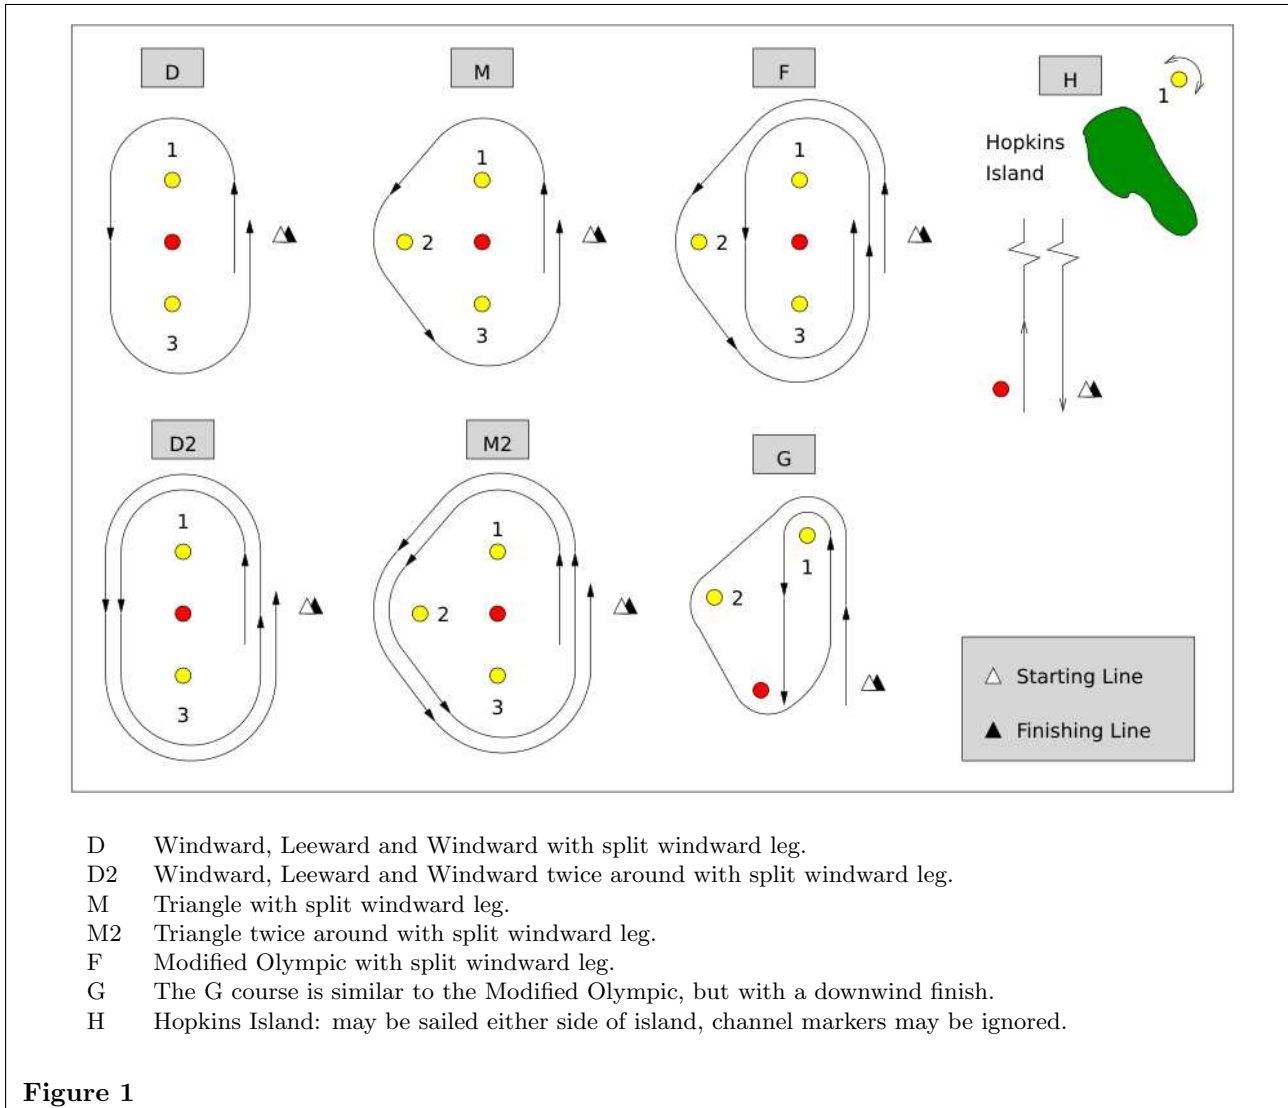 D
M
F
H
1
1
1
1
Hopkins
Island
2
2
3
3
3
D2
M2
G
1
1
1
2
2
3
3
Starting Line
Finishing Line
D Windward, Leeward and Windward with split windward leg.
D2 Windward, Leeward and Windward twice around with split windward leg.
M Triangle with split windward leg.
M2 Triangle twice around with split windward leg.
F Modified Olympic with split windward leg.
G The G course is similar to the Modified Olympic, but with a downwind finish.
H Hopkins Island: may be sailed either side of island, channel markers may be ignored.
Figure 1